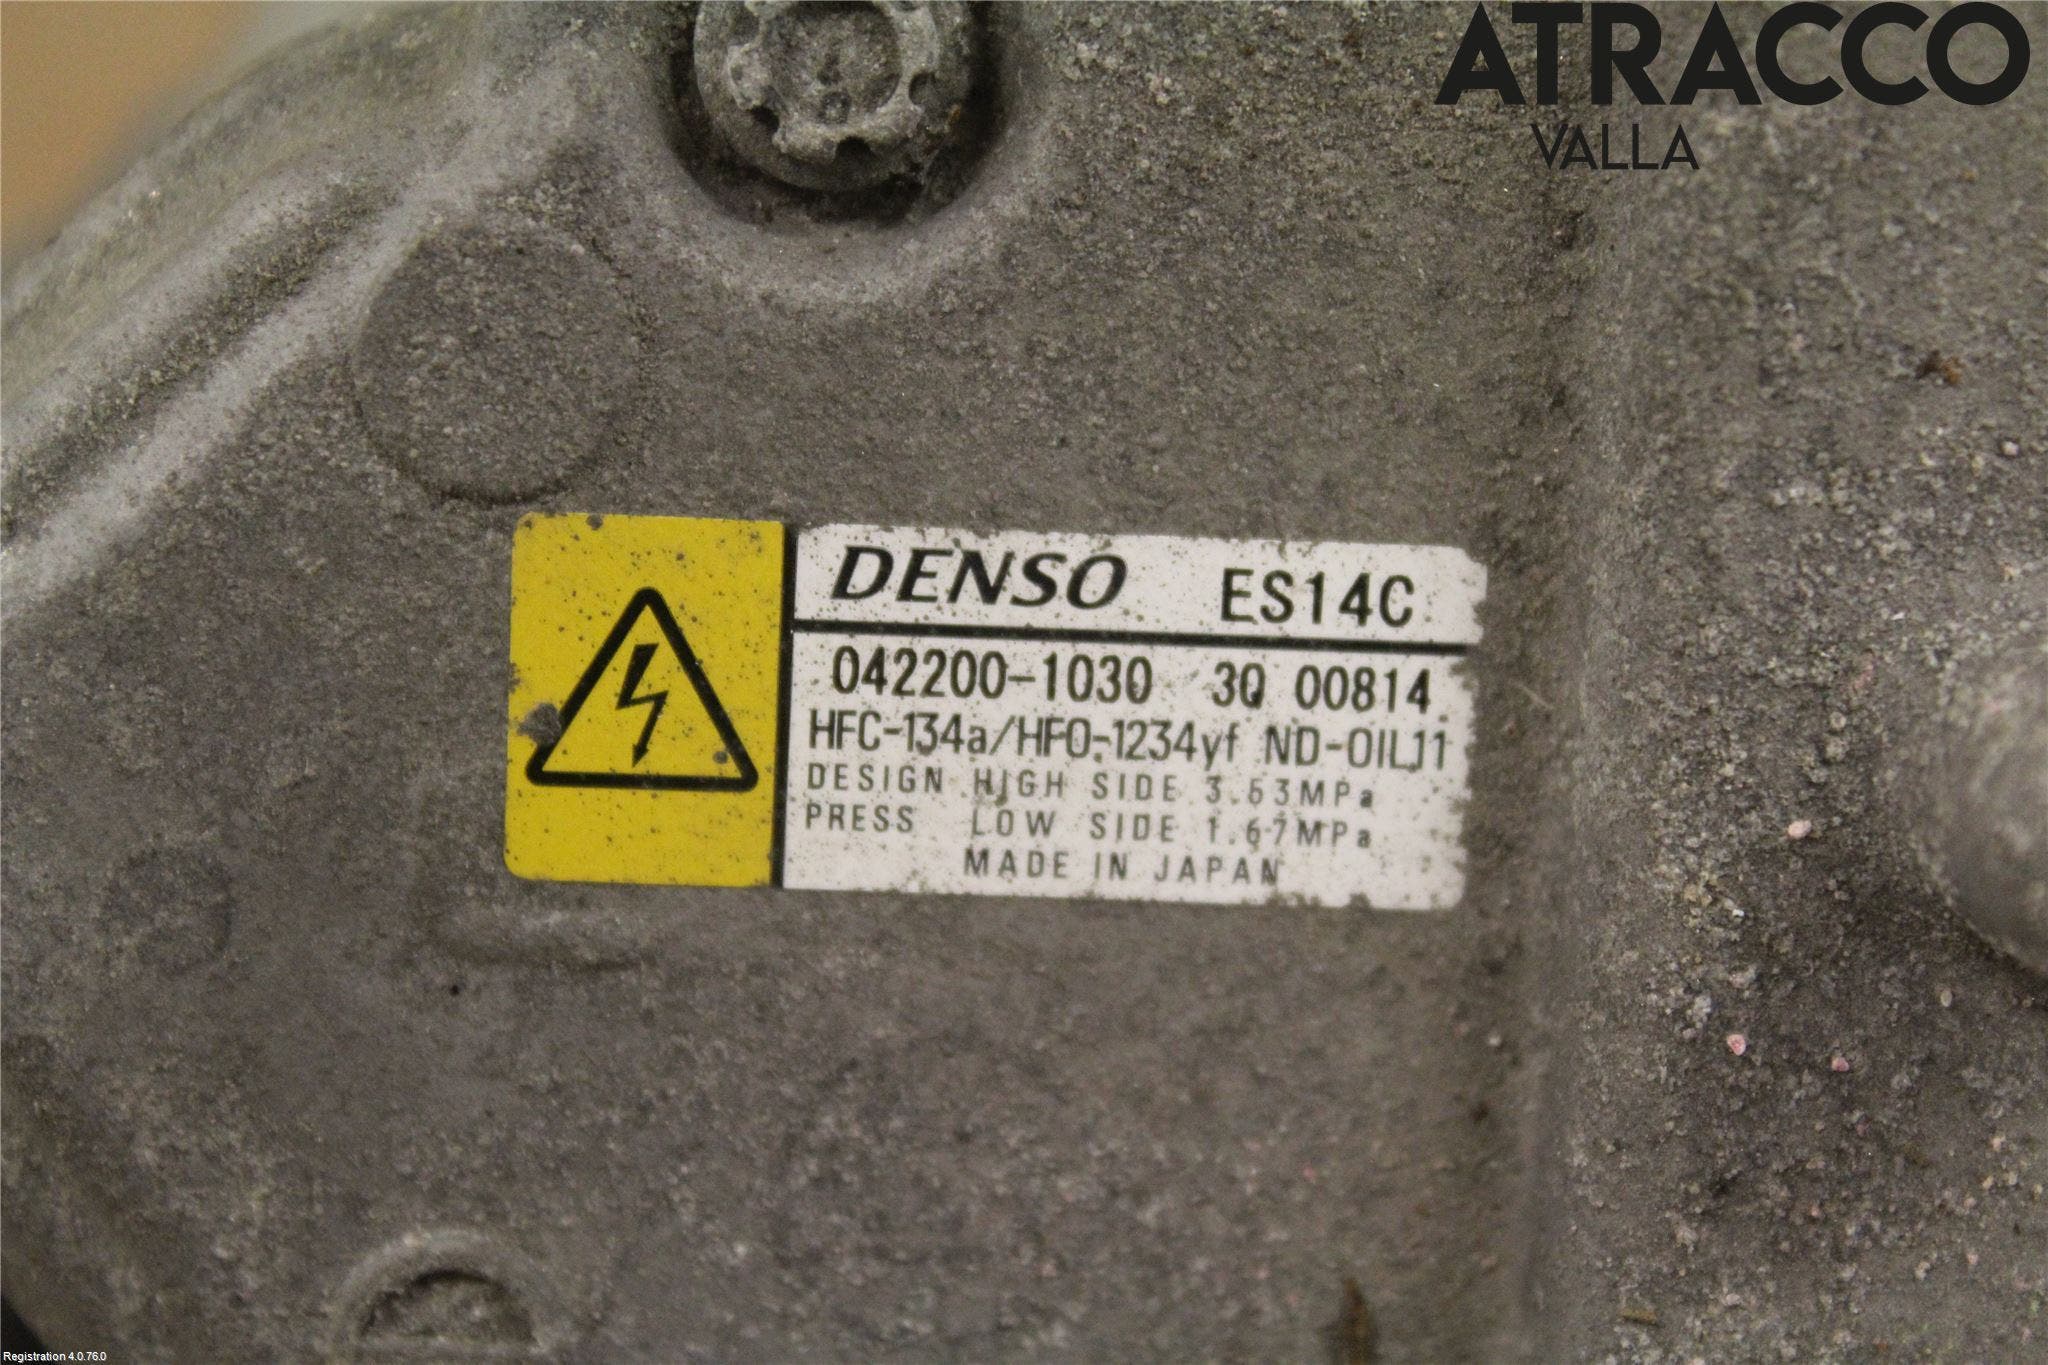 ATRACCO
VALLA
DENSO ES14C
042200-1030 3Q 00814
HFC-134a/HFO-1234yf ND-OIL11
DESIGN HIGH SIDE 3.53MPa
PRESS LOW SIDE 1.67MPa
MADE IN JAPAN
Registration 4.0.76.0